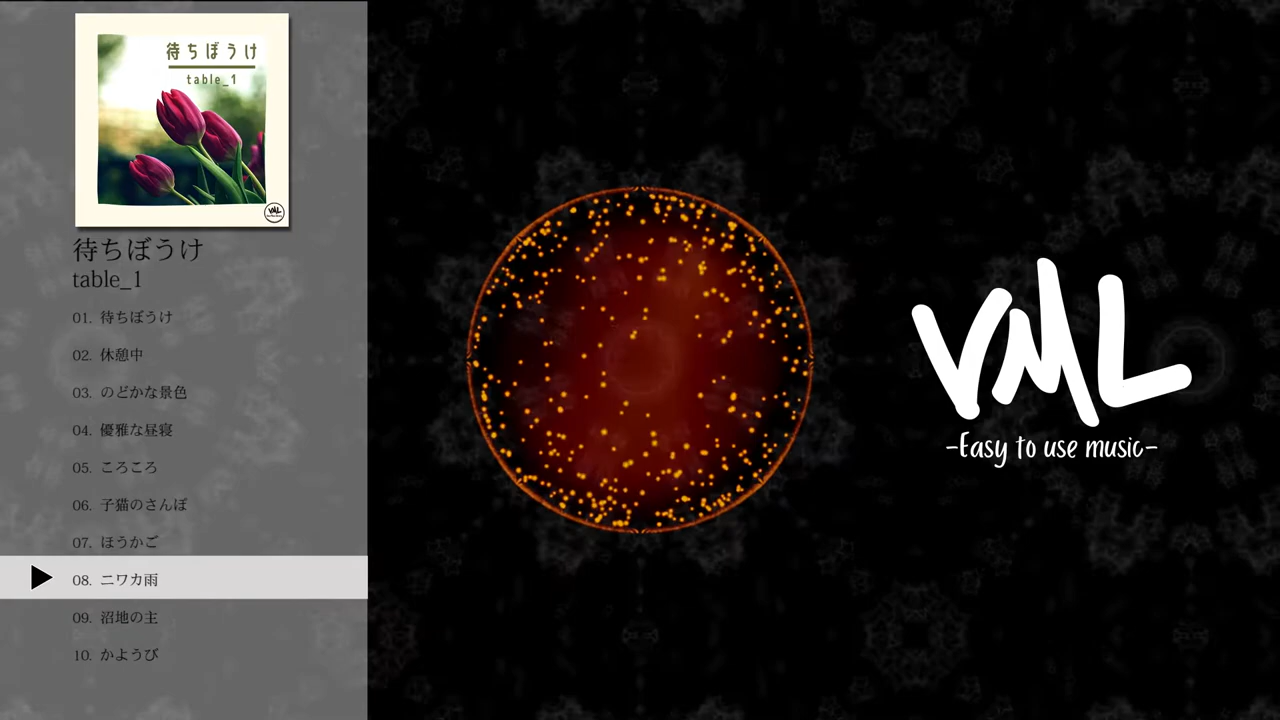 待ちぼうけ
table_1
VML
待ちぼうけ
table_1
01. 待ちぼうけ
02. 休憩中
03. のどかな景色
04. 優雅な昼寝
05. ころころ
06. 子猫のさんぽ
07. ほうかご
08. ニワカ雨
09. 沼地の主
10. かようび
VML
-Easy to use music-